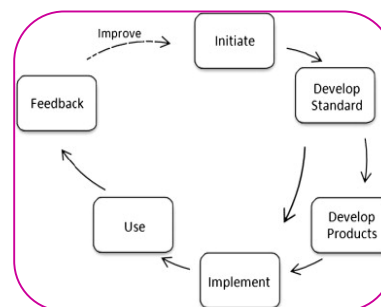 Improve
Initiate
Develop
Standard
Feedback
Develop
Products
Use
Implement